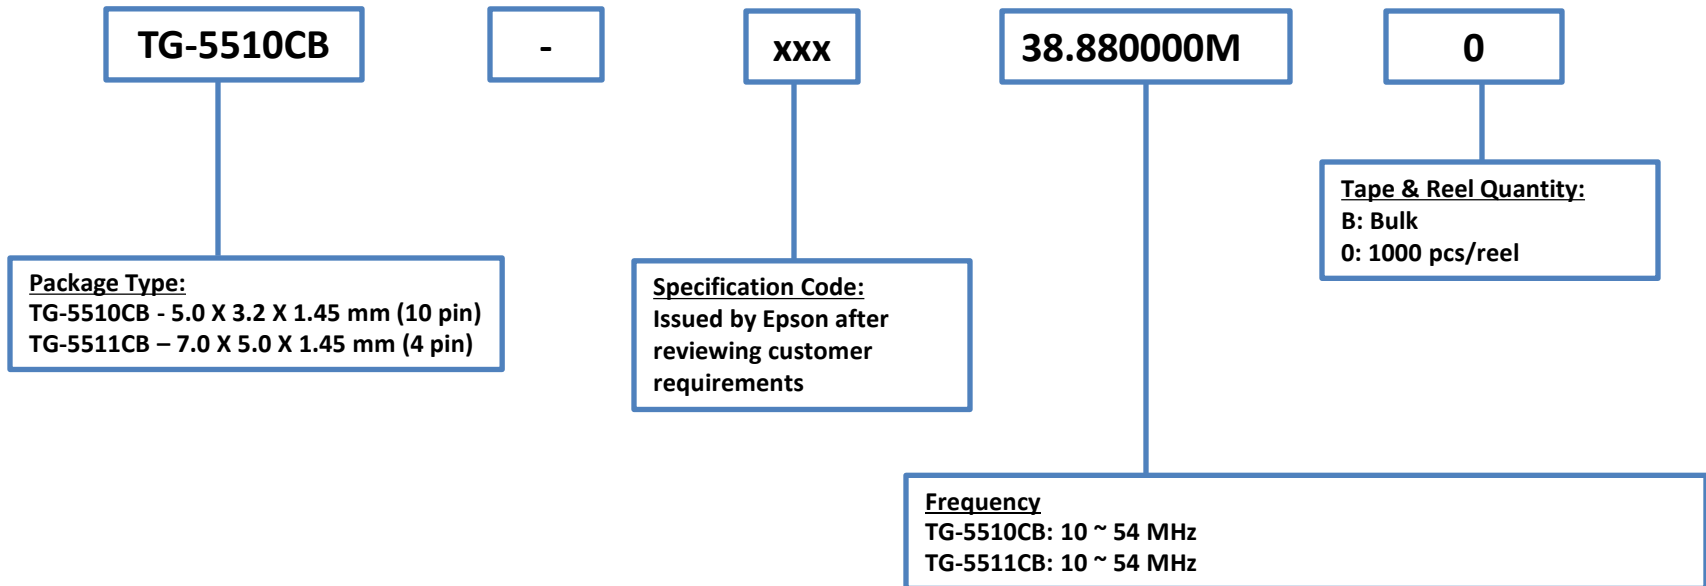 TG-5510CB - xxx 38.880000M 0
Package Type:
TG-5510CB - 5.0 X 3.2 X 1.45 mm (10 pin)
TG-5511CB – 7.0 X 5.0 X 1.45 mm (4 pin)
Specification Code:
Issued by Epson after
reviewing customer
requirements
Tape & Reel Quantity:
B: Bulk
0: 1000 pcs/reel
Frequency
TG-5510CB: 10 ~ 54 MHz
TG-5511CB: 10 ~ 54 MHz